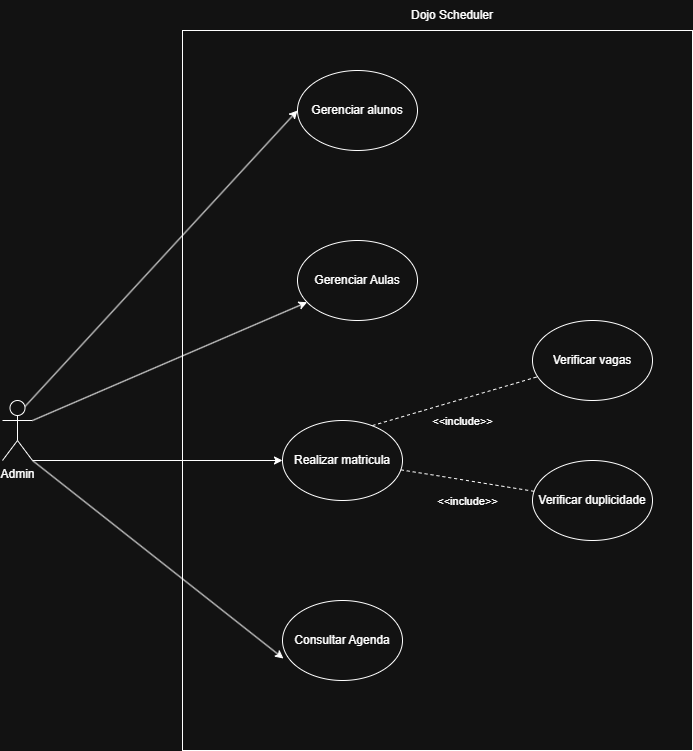 Dojo Scheduler
Gerenciar alunos
Gerenciar Aulas
Verificar vagas
<<include>>
Realizar matricula
Admin
Verificar duplicidade
<<include>>
Consultar Agenda